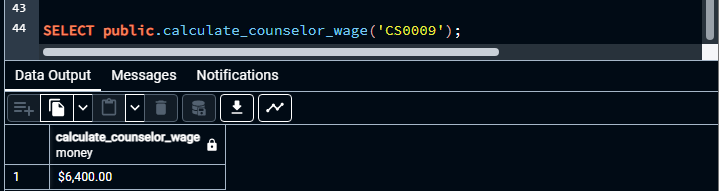 43
44 SELECT public.calculate_counselor_wage('CS0009');
Data Output Messages Notifications
calculate_counselor_wage
money
1 $6,400.00